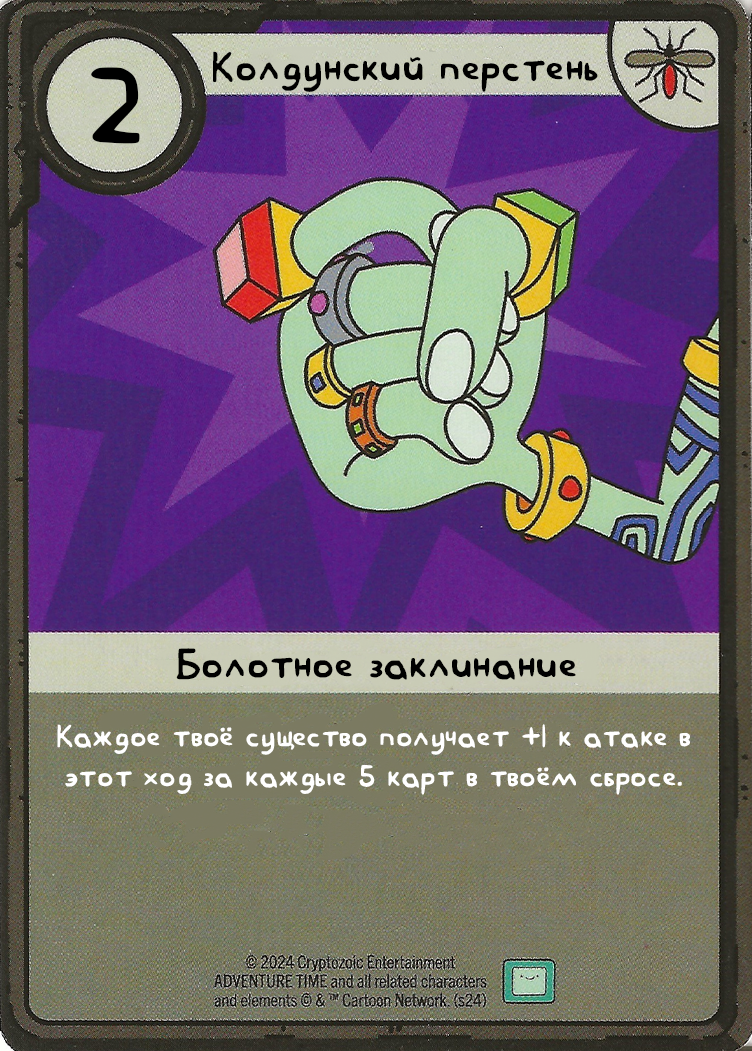 2
Колдунский перстень
Болотное заклинание
Каждое твоё существо получает +1 к атаке в
этот ход за каждые 5 карт в твоём сбросе.
© 2024 Cryptozoic Entertainment
ADVENTURE TIME and all related characters
and elements © & ™ Cartoon Network. (s24)